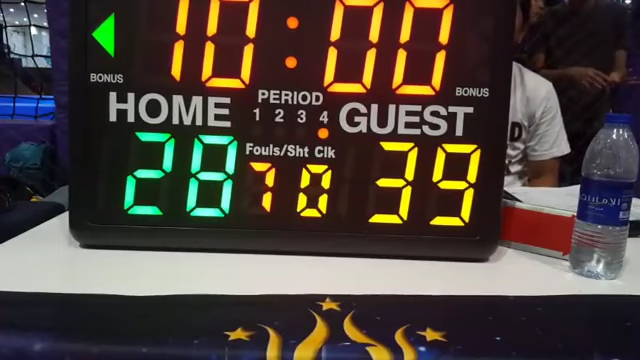 10:00
BONUS
BONUS
HOME
PERIOD
1 2 3 4
GUEST
Fouls/Sht Clk
28
7 0
39